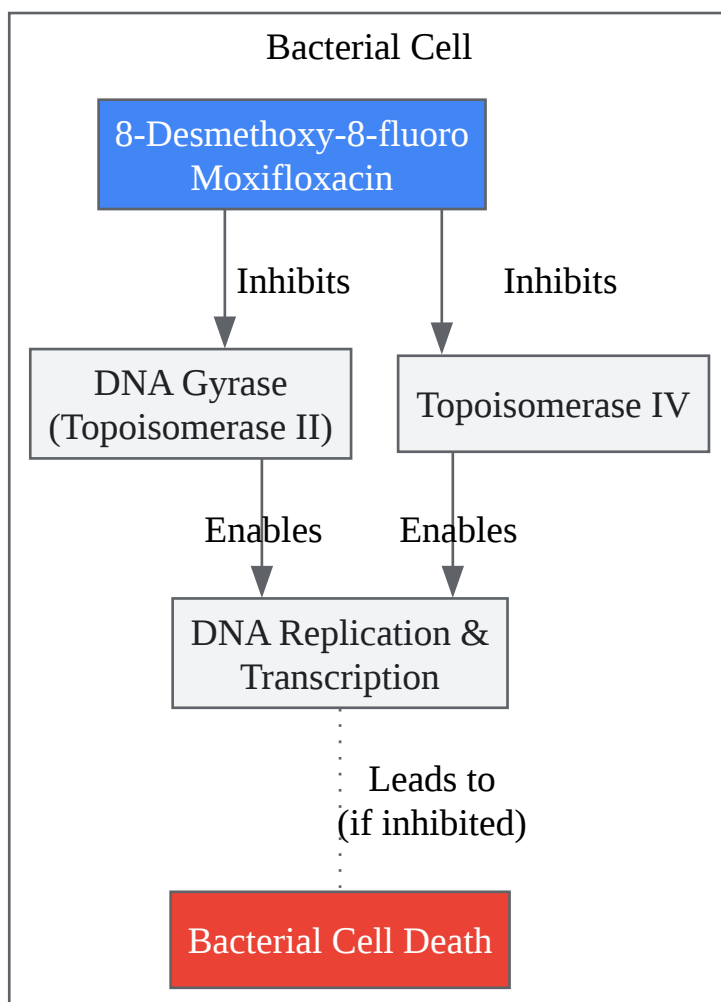 Bacterial Cell
8-Desmethoxy-8-fluoro
Moxifloxacin
Inhibits
Inhibits
DNA Gyrase
(Topoisomerase II)
Topoisomerase IV
Enables
Enables
DNA Replication &
Transcription
Leads to
(if inhibited)
Bacterial Cell Death